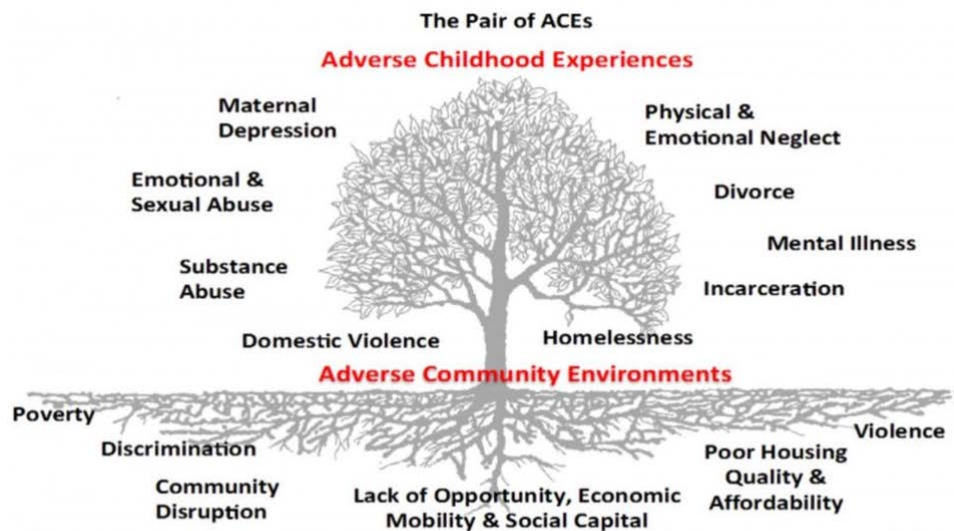 The Pair of ACEs
Adverse Childhood Experiences
Maternal
Depression
Physical &
Emotional Neglect
Emotional &
Sexual Abuse
Divorce
Mental Illness
Substance
Abuse
Incarceration
Domestic Violence
Homelessness
Adverse Community Environments
Poverty
Violence
Discrimination
Poor Housing
Quality &
Affordability
Community
Disruption
Lack of Opportunity, Economic
Mobility & Social Capital